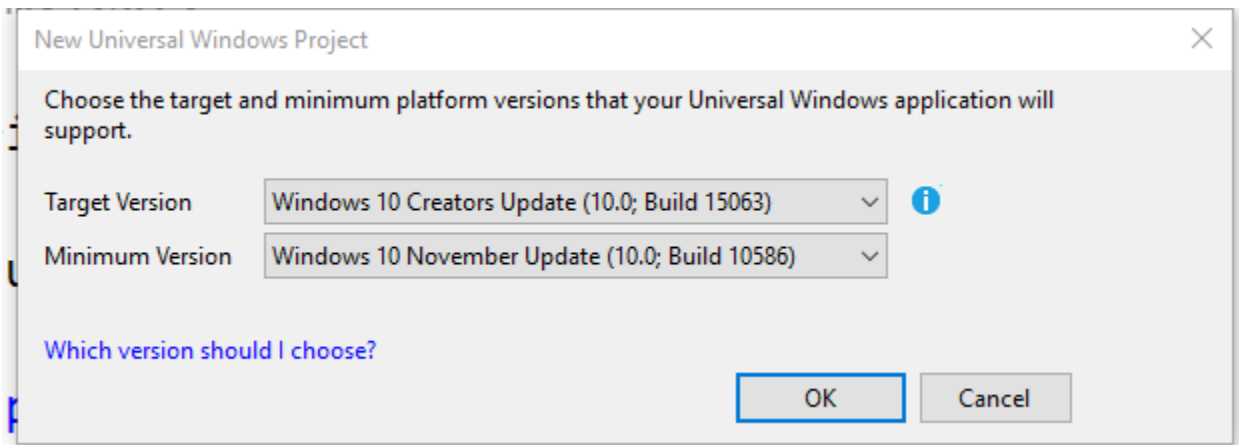 New Universal Windows Project
Choose the target and minimum platform versions that your Universal Windows application will
support.
Target Version
Windows 10 Creators Update (10.0; Build 15063)
Minimum Version
Windows 10 November Update (10.0; Build 10586)
Which version should I choose?
OK
Cancel